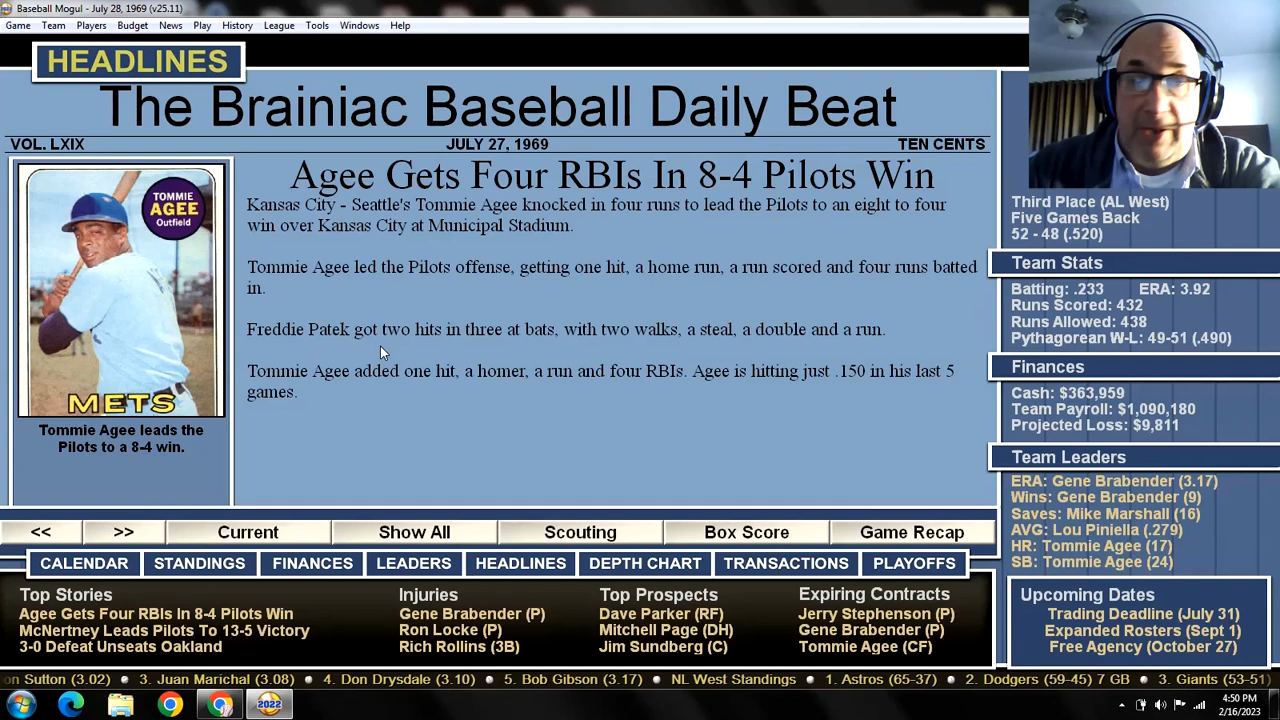 Baseball Mogul - July 28, 1969 (v25.11)
Game Team Players Budget News Play History League Tools Windows Help
HEADLINES
The Brainiac Baseball Daily Beat
VOL. LXIX JULY 27, 1969 TEN CENTS
TOMMIE
AGEE
Outfield
METS
Tommie Agee leads the
Pilots to a 8-4 win.
Agee Gets Four RBIs In 8-4 Pilots Win
Kansas City - Seattle's Tommie Agee knocked in four runs to lead the Pilots to an eight to four
win over Kansas City at Municipal Stadium.
Tommie Agee led the Pilots offense, getting one hit, a home run, a run scored and four runs batted
in.
Freddie Patek got two hits in three at bats, with two walks, a steal, a double and a run.
Tommie Agee added one hit, a homer, a run and four RBIs. Agee is hitting just .150 in his last 5
games.
Third Place (AL West)
Five Games Back
52 - 48 (.520)
Team Stats
Batting: .233 ERA: 3.92
Runs Scored: 432
Runs Allowed: 438
Pythagorean W-L: 49-51 (.490)
Finances
Cash: $363,959
Team Payroll: $1,090,180
Projected Loss: $9,811
Team Leaders
ERA: Gene Brabender (3.17)
Wins: Gene Brabender (9)
Saves: Mike Marshall (16)
AVG: Lou Piniella (.279)
HR: Tommie Agee (17)
SB: Tommie Agee (24)
<< >> Current Show All Scouting Box Score Game Recap
CALENDAR STANDINGS FINANCES LEADERS HEADLINES DEPTH CHART TRANSACTIONS PLAYOFFS
Top Stories
Agee Gets Four RBIs In 8-4 Pilots Win
McNertney Leads Pilots To 13-5 Victory
3-0 Defeat Unseats Oakland
Injuries
Gene Brabender (P)
Ron Locke (P)
Rich Rollins (3B)
Top Prospects
Dave Parker (RF)
Mitchell Page (DH)
Jim Sundberg (C)
Expiring Contracts
Jerry Stephenson (P)
Gene Brabender (P)
Tommie Agee (CF)
Upcoming Dates
Trading Deadline (July 31)
Expanded Rosters (Sept 1)
Free Agency (October 27)
on Sutton (3.02) • 3. Juan Marichal (3.08) • 4. Don Drysdale (3.10) • 5. Bob Gibson (3.17) • NL West Standings • 1. Astros (65-37) • 2. Dodgers (59-45) 7 GB • 3. Giants (53-51)
2022
4:50 PM
2/16/2023